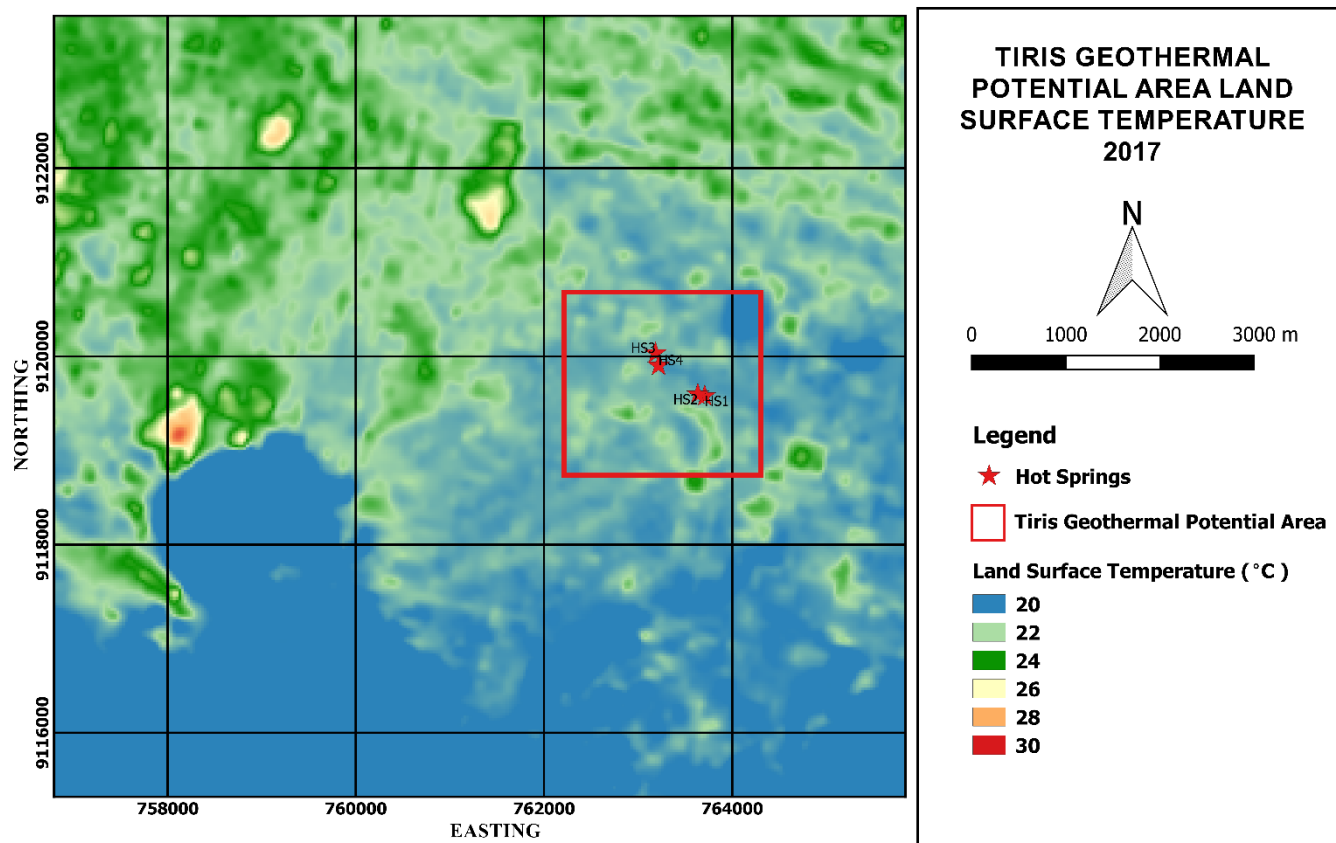 9122000
9120000
9118000
9116000
NORTHING
HS3
HS4
HS2
HS1
758000
760000
762000
764000
EASTING
TIRIS GEOTHERMAL
POTENTIAL AREA LAND
SURFACE TEMPERATURE
2017
N
0 1000 2000 3000 m
Legend
Hot Springs
Tiris Geothermal Potential Area
Land Surface Temperature ( °C )
20
22
24
26
28
30